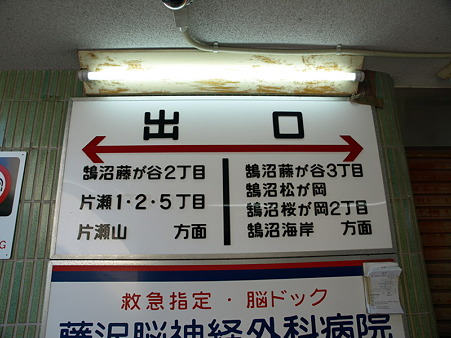 出口
鵠沼藤が谷2丁目
片瀬1・2・5丁目
片瀬山 方面
鵠沼藤が谷3丁目
鵠沼松が岡
鵠沼桜が岡2丁目
鵠沼海岸 方面
救急指定・脳ドック
藤沢脳神経外科病院